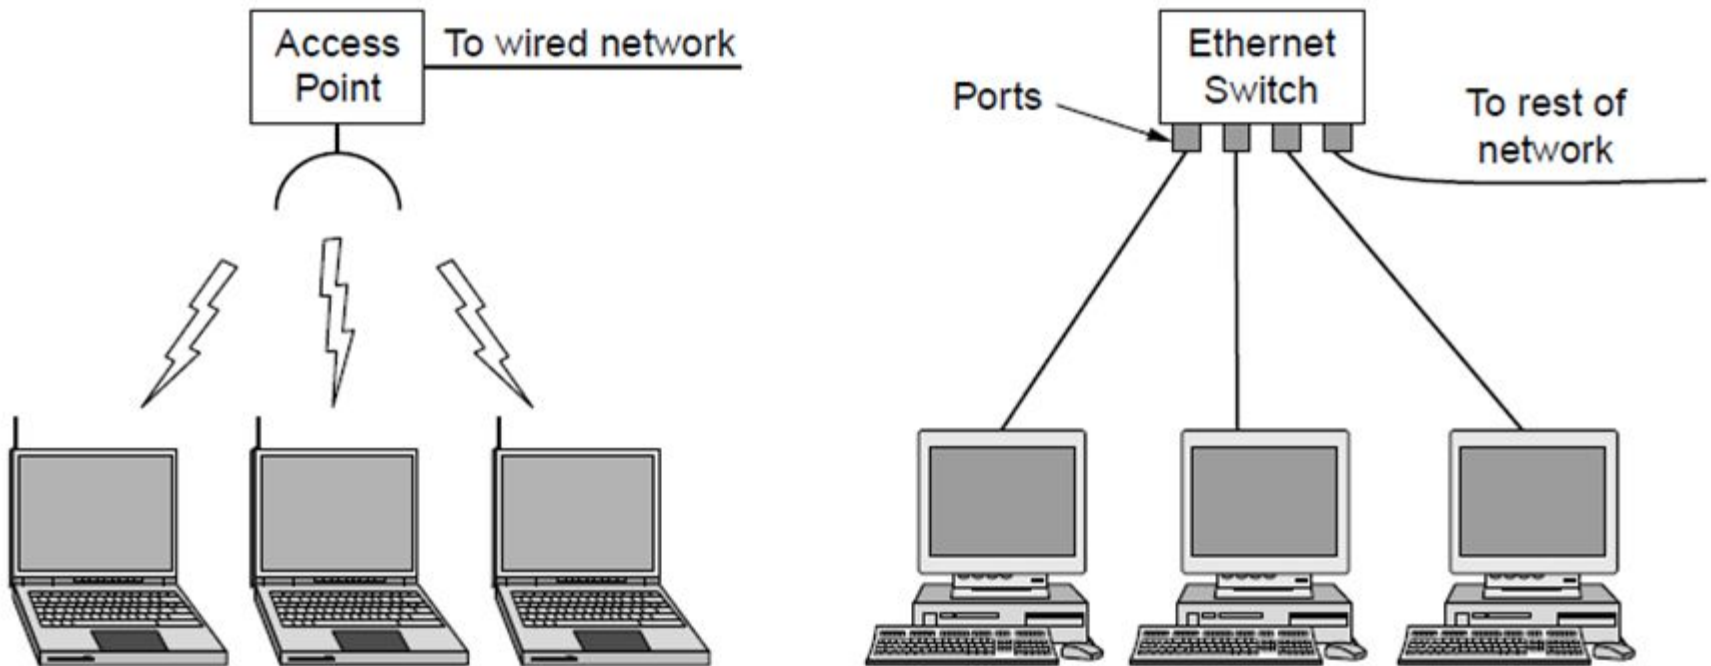 Access
Point
To wired network
Ethernet
Switch
Ports
To rest of
network